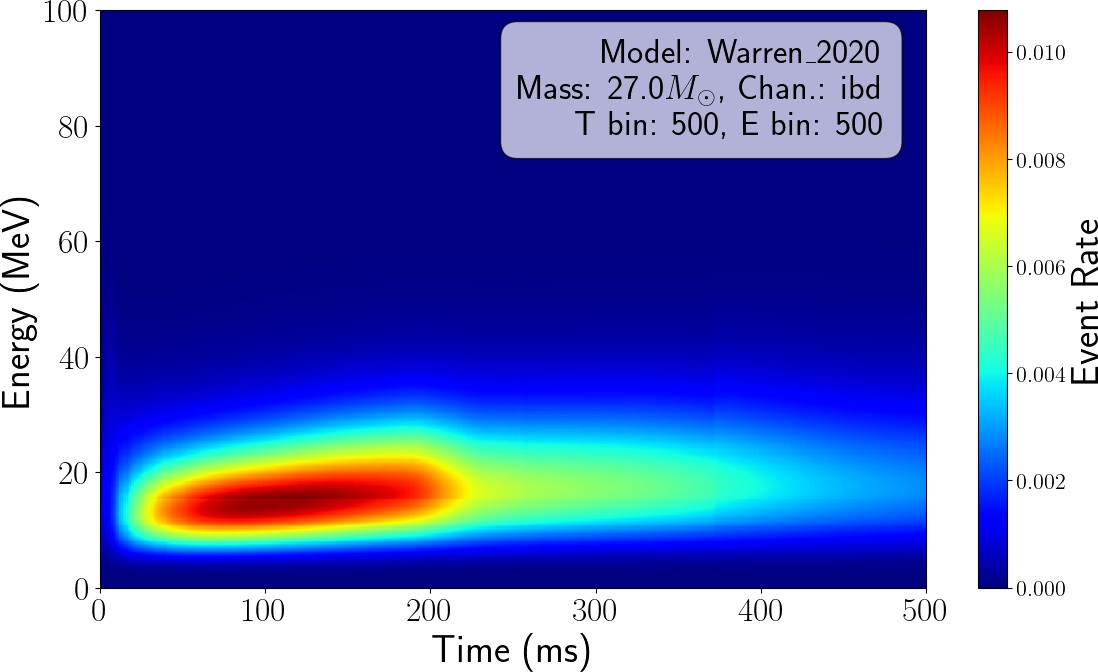 Model: Warren_2020
Mass: 27.0M⊙, Chan.: ibd
T bin: 500, E bin: 500
Energy (MeV)
100
80
60
40
20
0
0 100 200 300 400 500
Time (ms)
0.010
0.008
0.006
0.004
0.002
0.000
Event Rate